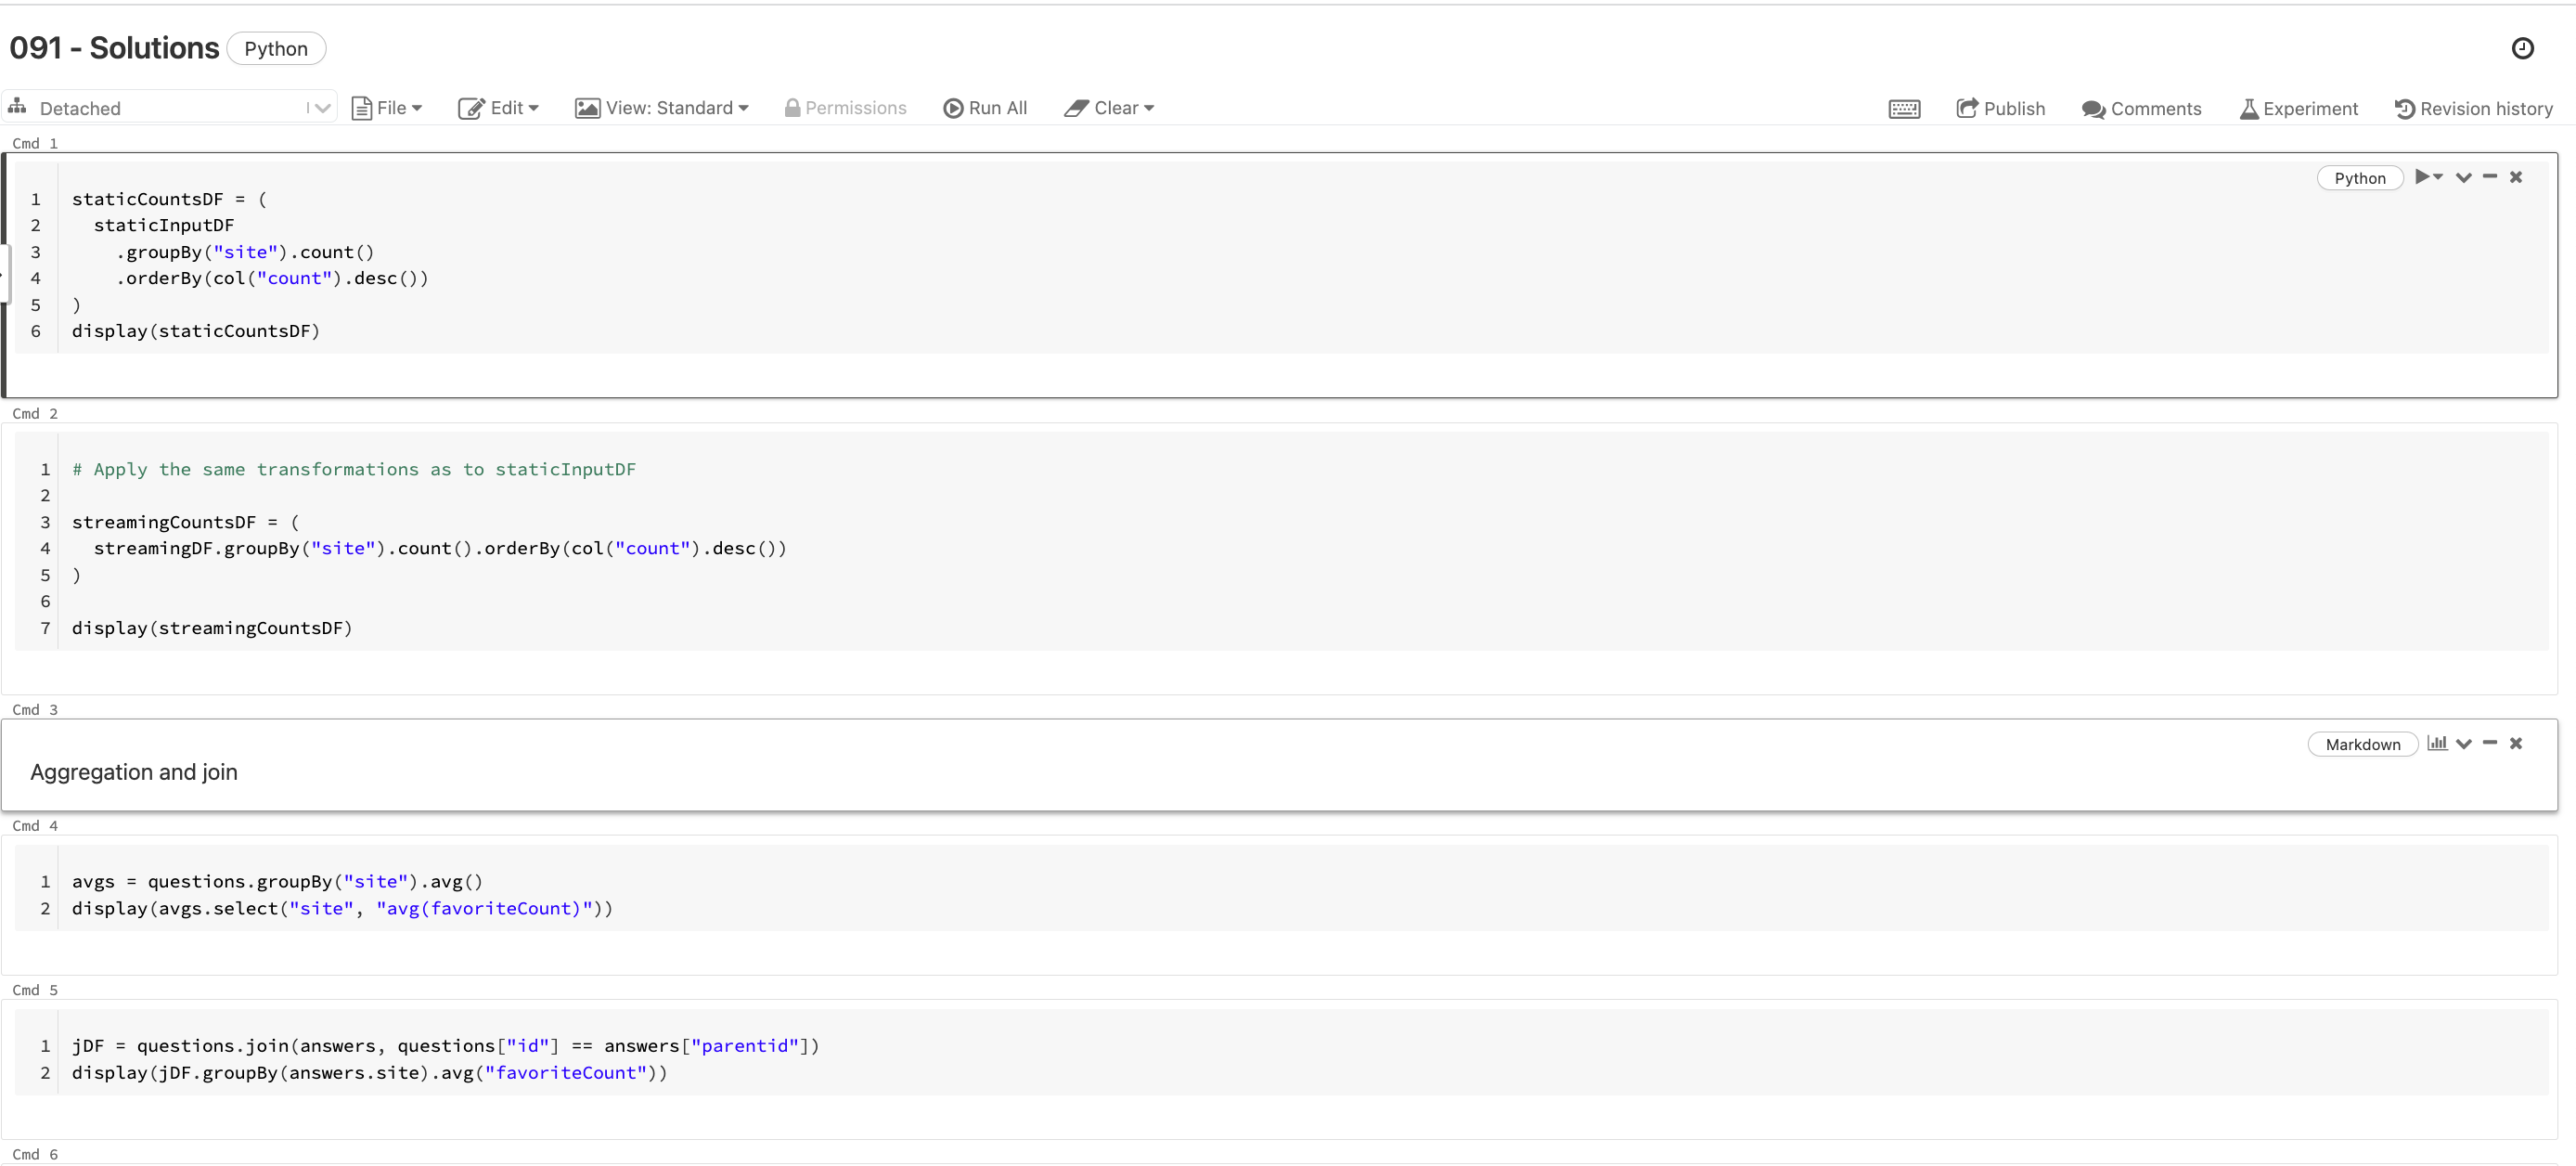 091 - Solutions Python
Detached File Edit View: Standard Permissions Run All Clear Publish Comments Experiment Revision history
Cmd 1
Python
1 staticCountsDF = (
2   staticInputDF
3     .groupBy("site").count()
4     .orderBy(col("count").desc())
5 )
6 display(staticCountsDF)
Cmd 2
1 # Apply the same transformations as to staticInputDF
2
3 streamingCountsDF = (
4   streamingDF.groupBy("site").count().orderBy(col("count").desc())
5 )
6
7 display(streamingCountsDF)
Cmd 3
Markdown
Aggregation and join
Cmd 4
1 avgs = questions.groupBy("site").avg()
2 display(avgs.select("site", "avg(favoriteCount)"))
Cmd 5
1 jDF = questions.join(answers, questions["id"] == answers["parentid"])
2 display(jDF.groupBy(answers.site).avg("favoriteCount"))
Cmd 6